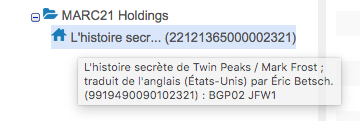 MARC21 Holdings
L'histoire secr... (22121365000002321)
L'histoire secrète de Twin Peaks / Mark Frost ;
traduit de l'anglais (États-Unis) par Éric Betsch.
(9919490090102321) : BGP02 JFW1